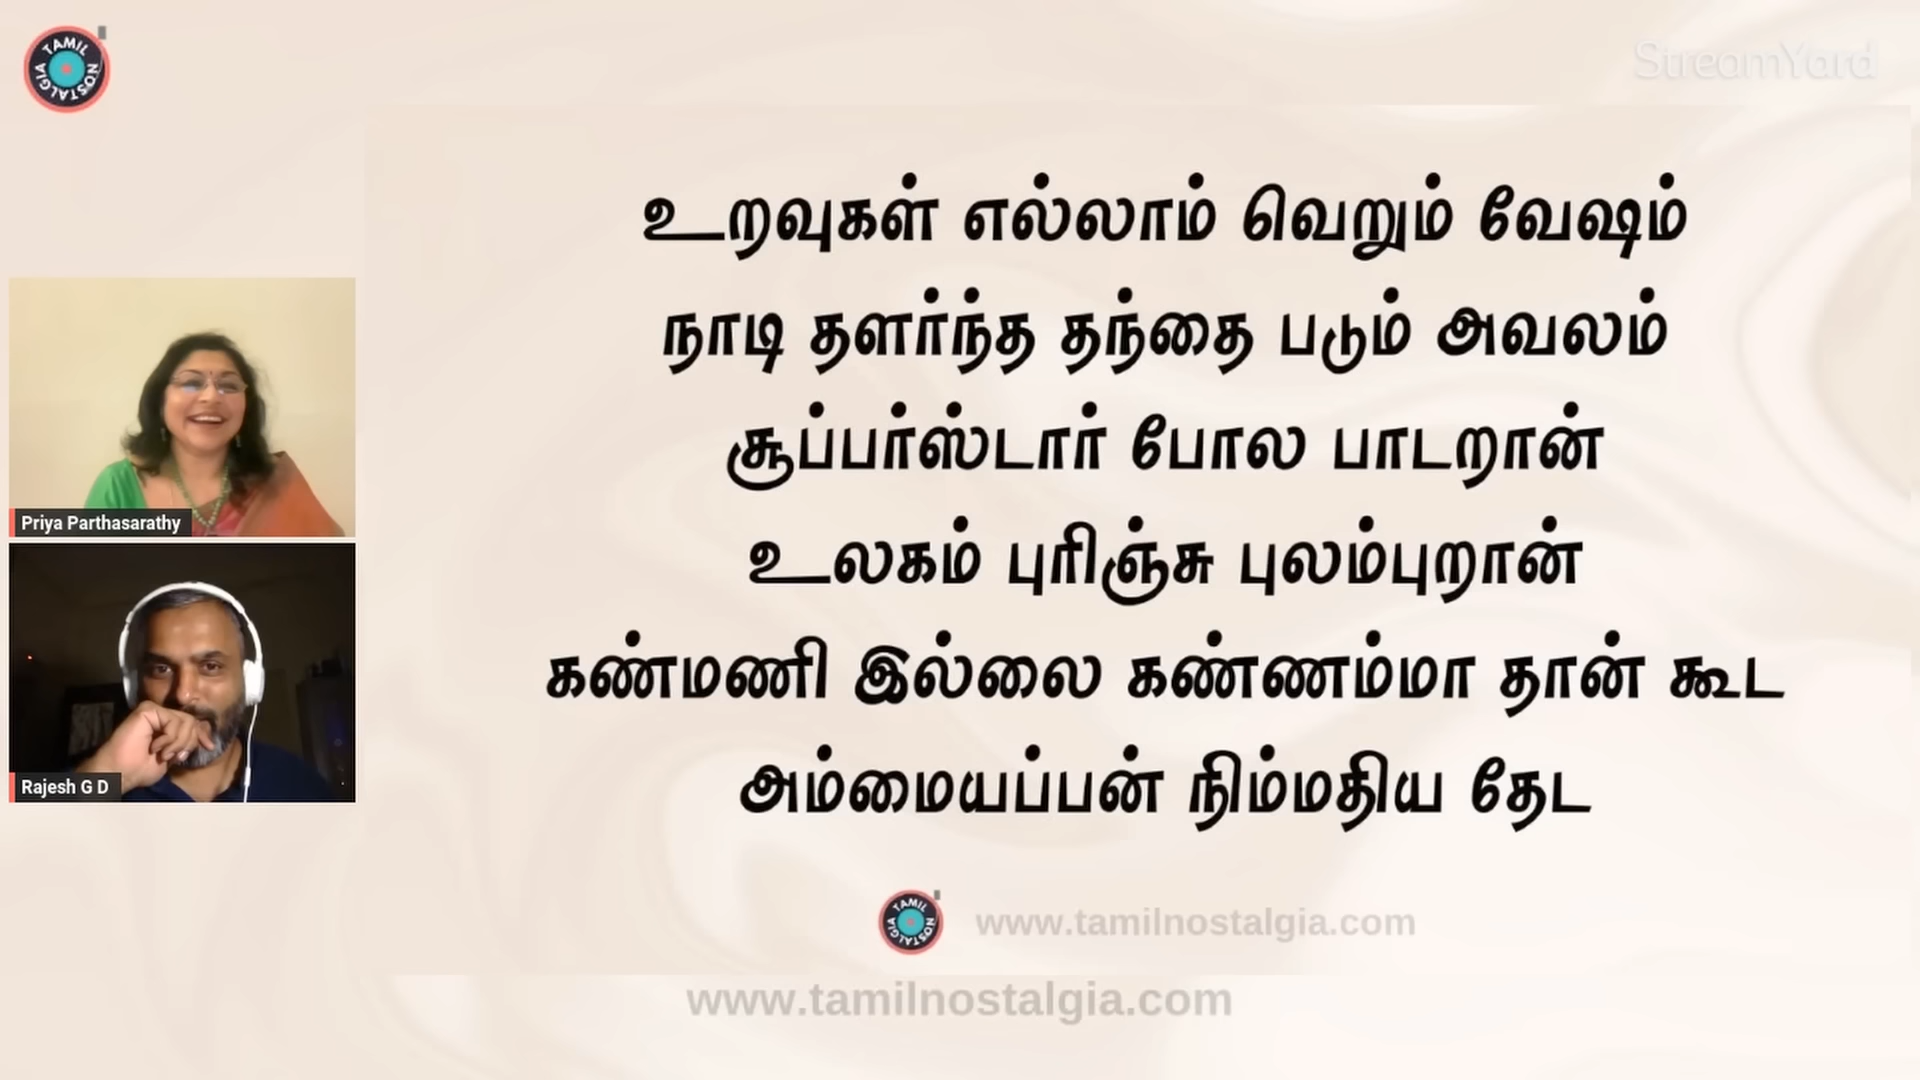 TAMIL NOSTALGIA
StreamYard
உறவுகள் எல்லாம் வெறும் வேஷம்
நாடி தளர்ந்த தந்தை படும் அவலம்
சூப்பர்ஸ்டார் போல பாடறான்
உலகம் புரிஞ்சு புலம்புறான்
கண்மணி இல்லை கண்ணம்மா தான் கூட
அம்மையப்பன் நிம்மதிய தேட
Priya Parthasarathy
Rajesh G D
TAMIL NOSTALGIA
www.tamilnostalgia.com
www.tamilnostalgia.com